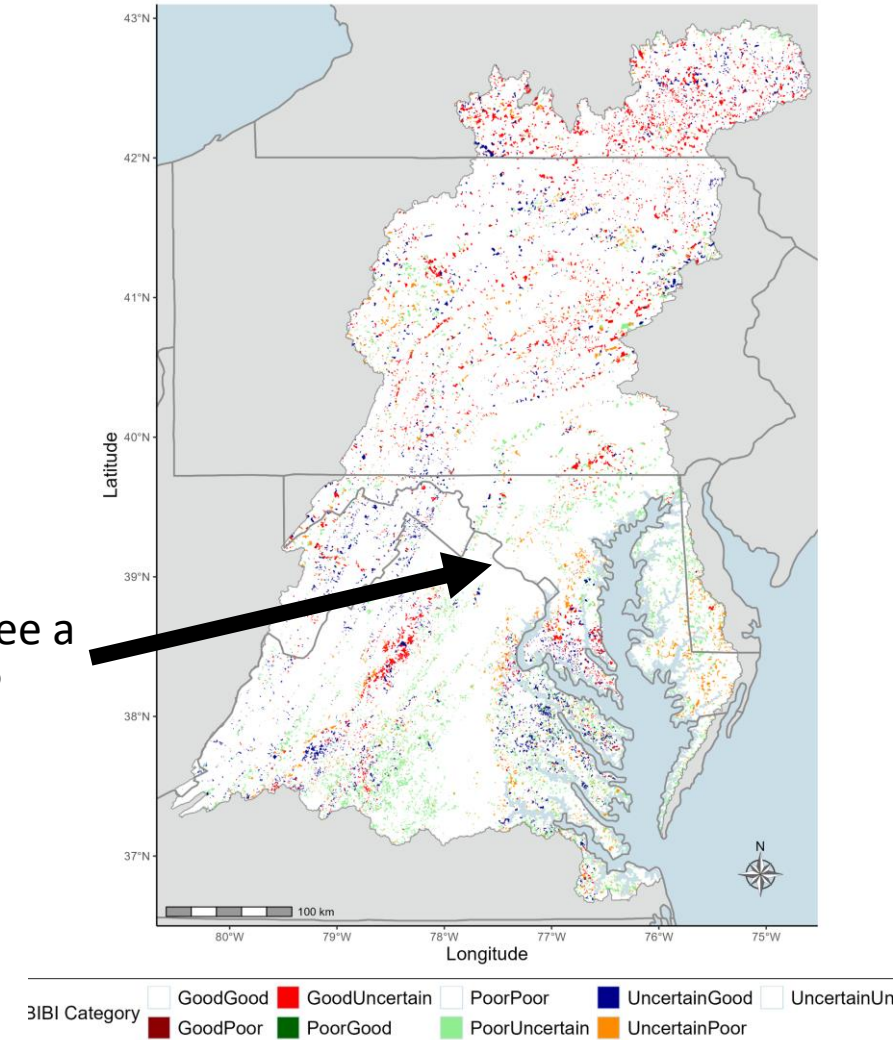 43°N
42°N
41°N
40°N
39°N
38°N
37°N
Latitude
ee a
N
100 km
80°W 79°W 78°W 77°W 76°W 75°W
Longitude
BIBI Category
GoodGood GoodUncertain PoorPoor UncertainGood UncertainUn
GoodPoor PoorGood PoorUncertain UncertainPoor